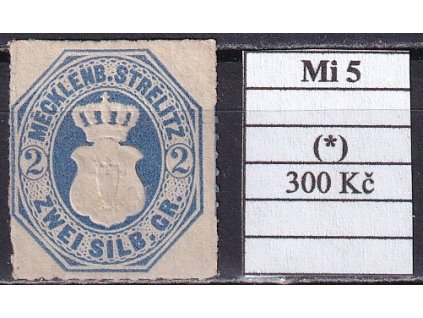 MECKLENB. STRELITZ
2 2
ZWEI SILB. GR.
Mi 5
(*)
300 Kč